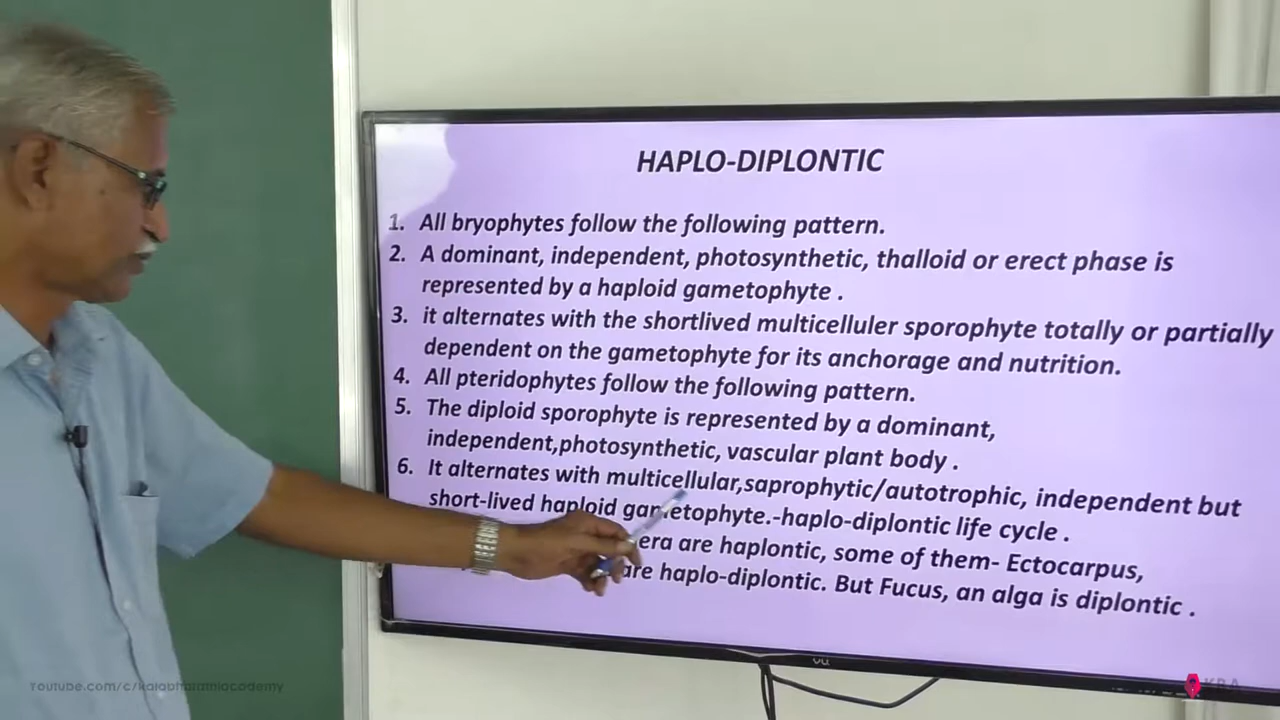 HAPLO-DIPLONTIC
1. All bryophytes follow the following pattern.
2. A dominant, independent, photosynthetic, thalloid or erect phase is
represented by a haploid gametophyte .
3. it alternates with the shortlived multicelluler sporophyte totally or partially
dependent on the gametophyte for its anchorage and nutrition.
4. All pteridophytes follow the following pattern.
5. The diploid sporophyte is represented by a dominant,
independent,photosynthetic, vascular plant body .
6. It alternates with multicellular,saprophytic/autotrophic, independent but
short-lived haploid gametophyte.-haplo-diplontic life cycle .
era are haplontic, some of them- Ectocarpus,
are haplo-diplontic. But Fucus, an alga is diplontic .
VU
Youtube.com/c/kalabharathiacademy
KBA